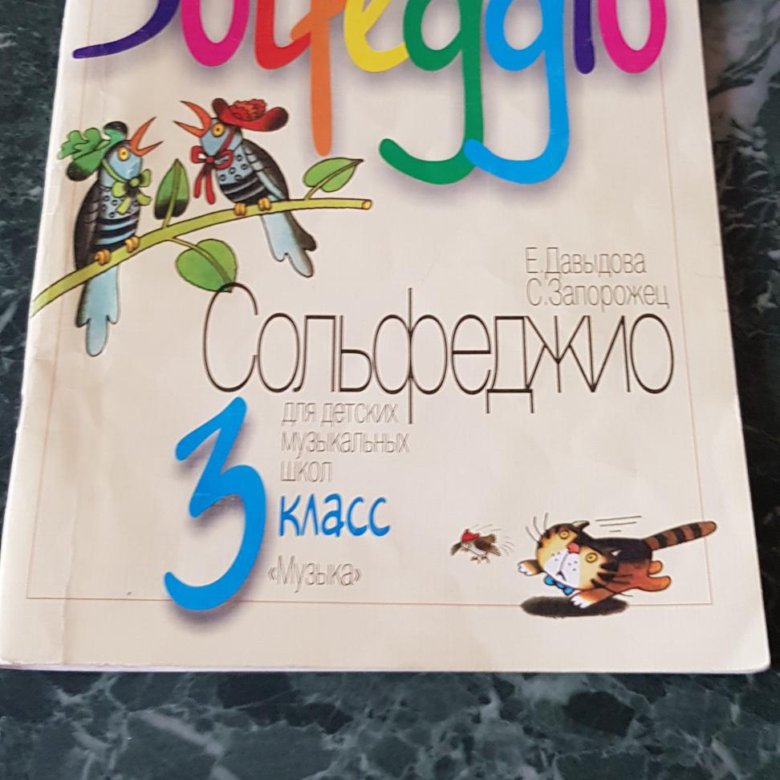 Solfeggio
Е.Давыдова
С.Запорожец
Сольфеджио
для детских
музыкальных
школ
3 класс
«Музыка»